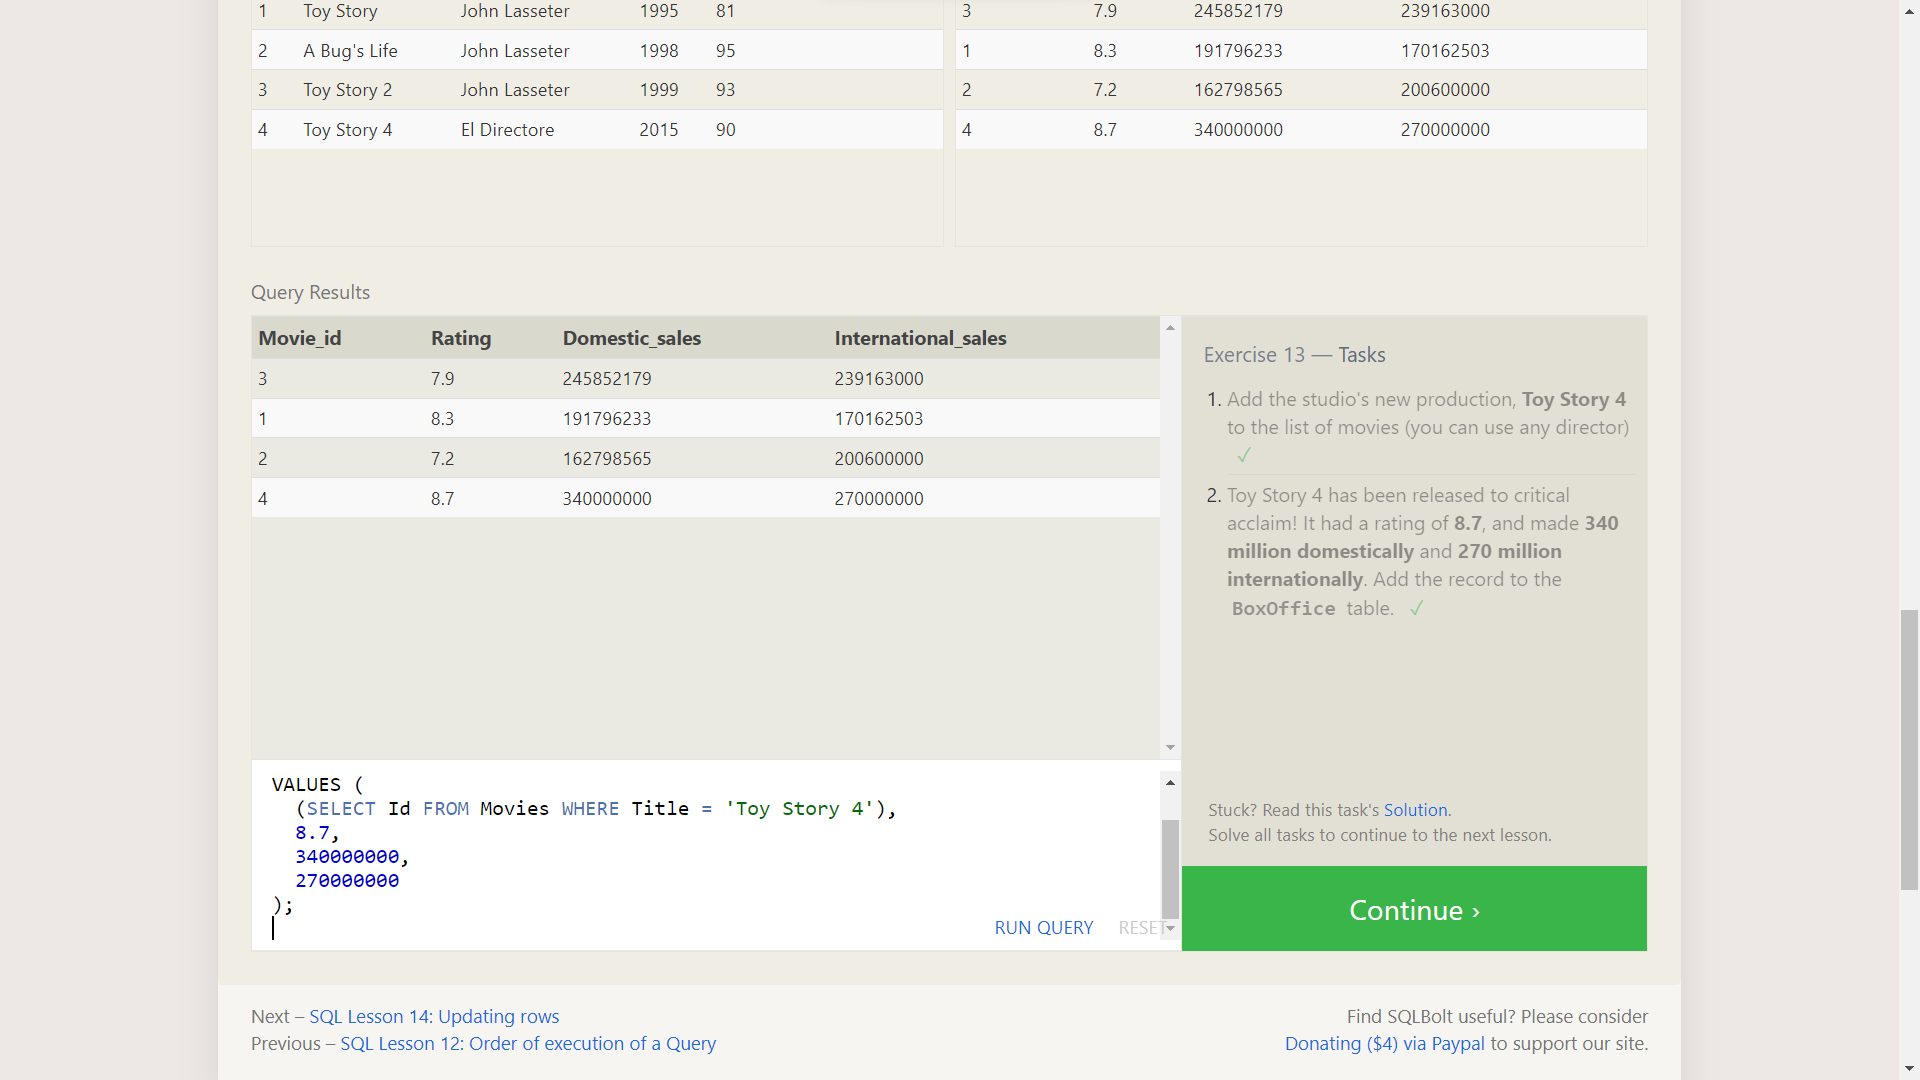 1 Toy Story John Lasseter 1995 81
2 A Bug's Life John Lasseter 1998 95
3 Toy Story 2 John Lasseter 1999 93
4 Toy Story 4 El Directore 2015 90
3 7.9 245852179 239163000
1 8.3 191796233 170162503
2 7.2 162798565 200600000
4 8.7 340000000 270000000
Query Results
Movie_id Rating Domestic_sales International_sales
3 7.9 245852179 239163000
1 8.3 191796233 170162503
2 7.2 162798565 200600000
4 8.7 340000000 270000000
VALUES (
(SELECT Id FROM Movies WHERE Title = 'Toy Story 4'),
8.7,
340000000,
270000000
);
RUN QUERY RESET
Exercise 13 — Tasks
1. Add the studio's new production, Toy Story 4
to the list of movies (you can use any director)
✓
2. Toy Story 4 has been released to critical
acclaim! It had a rating of 8.7, and made 340
million domestically and 270 million
internationally. Add the record to the
BoxOffice table. ✓
Stuck? Read this task's Solution.
Solve all tasks to continue to the next lesson.
Continue ›
Next – SQL Lesson 14: Updating rows
Previous – SQL Lesson 12: Order of execution of a Query
Find SQLBolt useful? Please consider
Donating ($4) via Paypal to support our site.